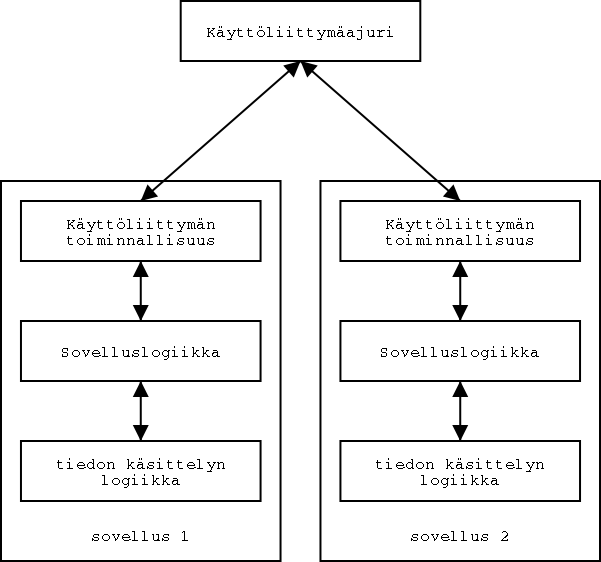 Käyttöliittymäajuri
Käyttöliittymän
toiminnallisuus
Sovelluslogiikka
tiedon käsittelyn
logiikka
sovellus 1
Käyttöliittymän
toiminnallisuus
Sovelluslogiikka
tiedon käsittelyn
logiikka
sovellus 2